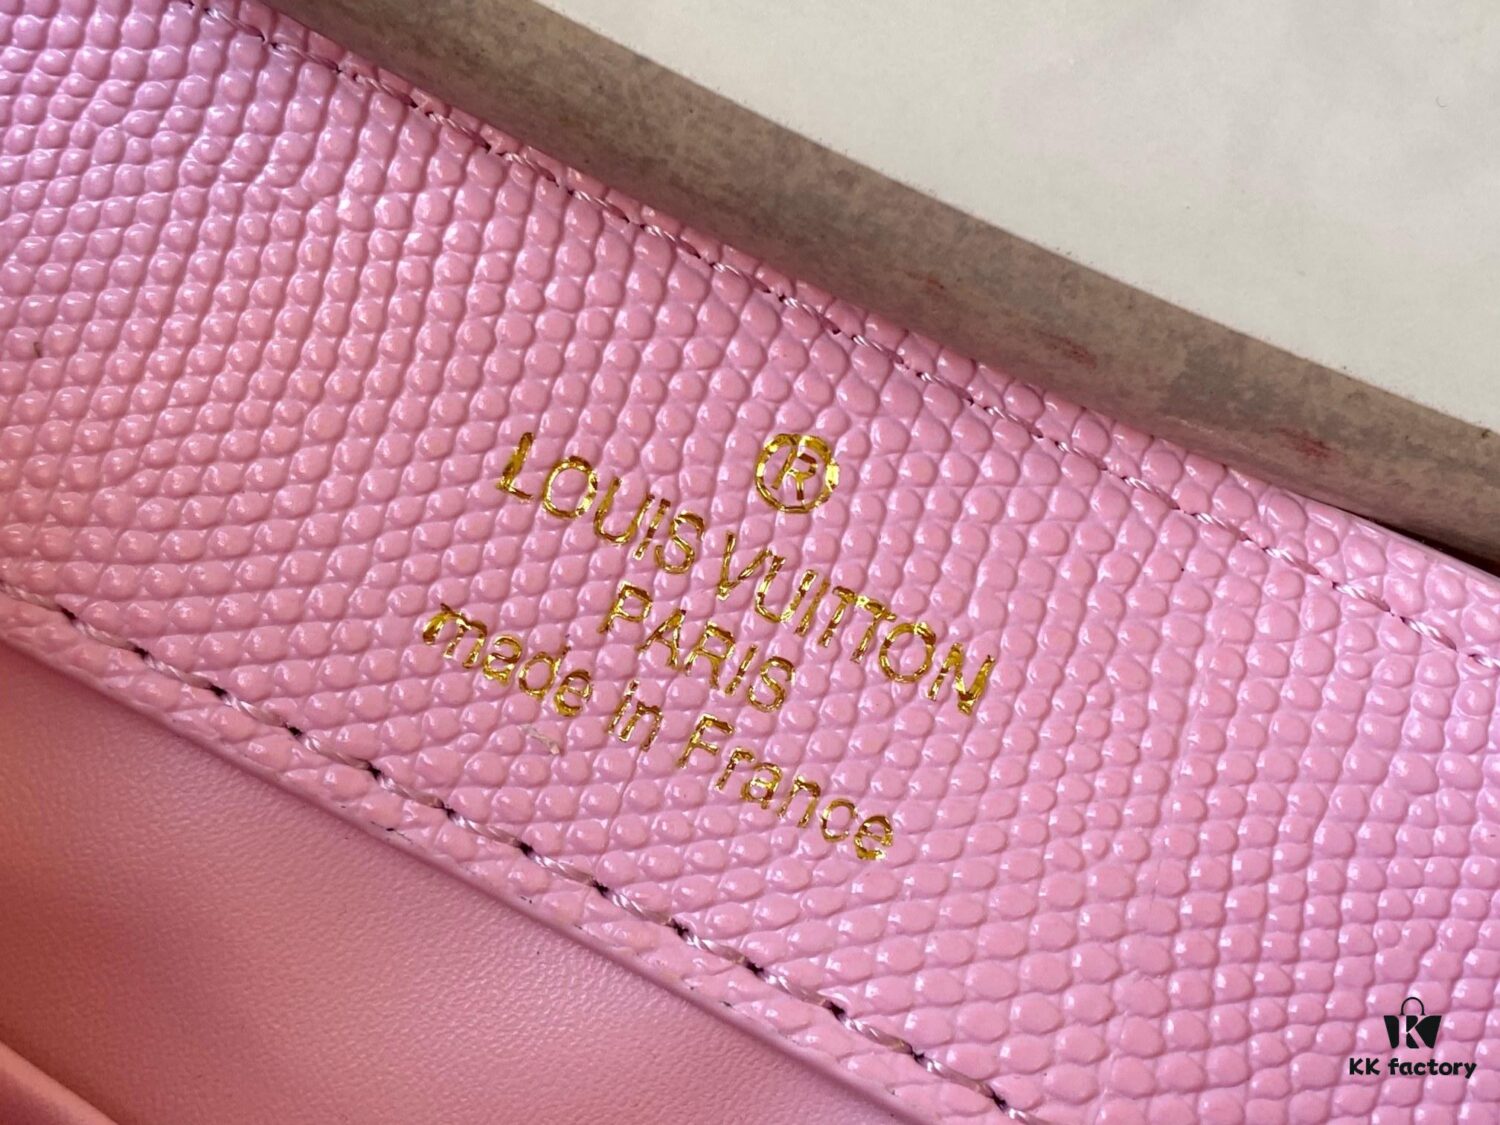 ®
LOUIS VUITTON
PARIS
made in France
K
KK factory